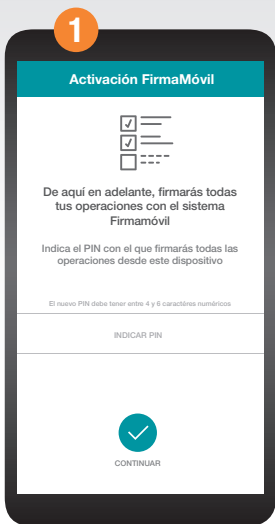 1
Activación FirmaMóvil
De aquí en adelante, firmarás todas
tus operaciones con el sistema
Firmamóvil
Indica el PIN con el que firmarás todas las
operaciones desde este dispositivo
El nuevo PIN debe tener entre 4 y 6 caractéres numéricos
INDICAR PIN
CONTINUAR